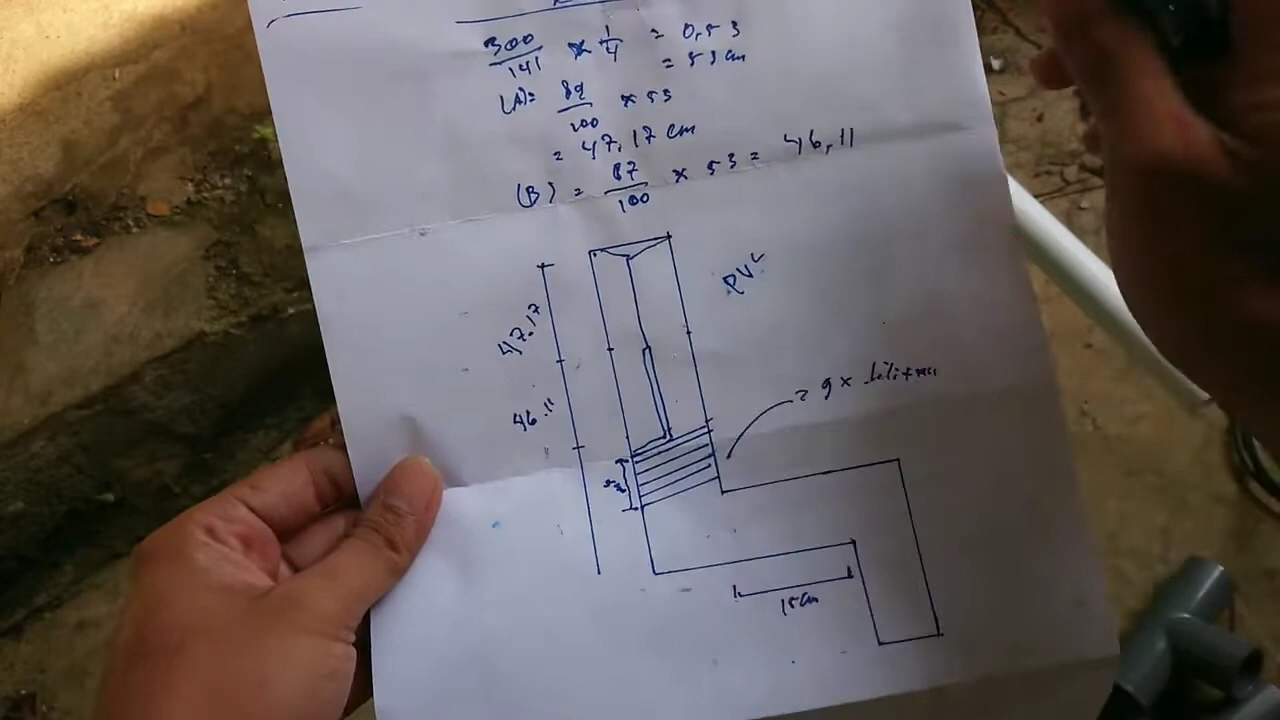 300/141 × 1/4 = 0,53
= 53 cm
(A) = 89/100 × 53
= 47,17 cm
(B) = 87/100 × 53 = 46,11
PVC
47.17
46.11
= 9 × lilitan
15 cm